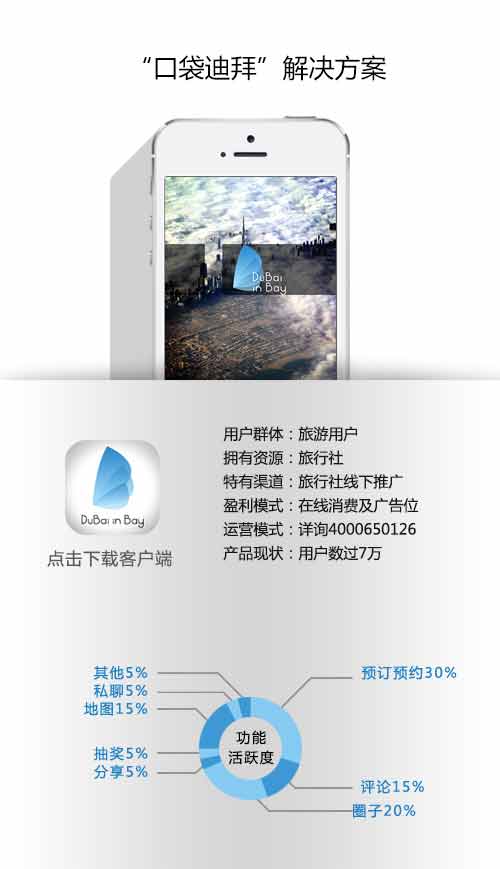 “口袋迪拜”解决方案
DuBai
in Bay
用户群体：旅游用户
拥有资源：旅行社
特有渠道：旅行社线下推广
盈利模式：在线消费及广告位
运营模式：详询4000650126
产品现状：用户数过7万
DuBai in Bay
点击下载客户端
其他5%
私聊5%
地图15%
抽奖5%
分享5%
功能
活跃度
预订预约30%
评论15%
圈子20%